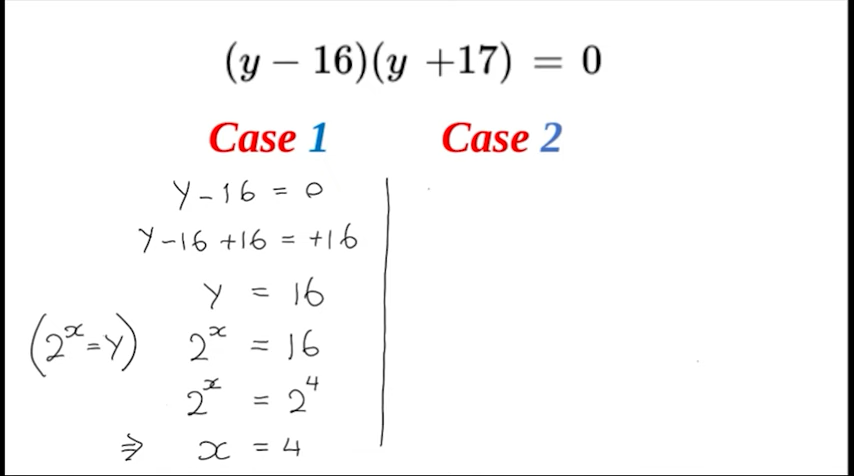 (y − 16)(y +17) = 0
Case 1
Case 2
y - 16 = 0
y - 16 + 16 = +16
y = 16
(2^x = y) 2^x = 16
2^x = 2^4
⇒ x = 4